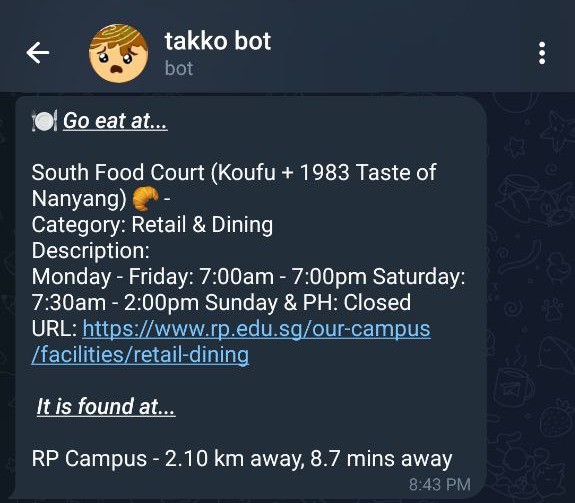 takko bot
bot
🍽 Go eat at...
South Food Court (Koufu + 1983 Taste of
Nanyang) 🥐 -
Category: Retail & Dining
Description:
Monday - Friday: 7:00am - 7:00pm Saturday:
7:30am - 2:00pm Sunday & PH: Closed
URL: https://www.rp.edu.sg/our-campus
/facilities/retail-dining
It is found at...
RP Campus - 2.10 km away, 8.7 mins away
8:43 PM